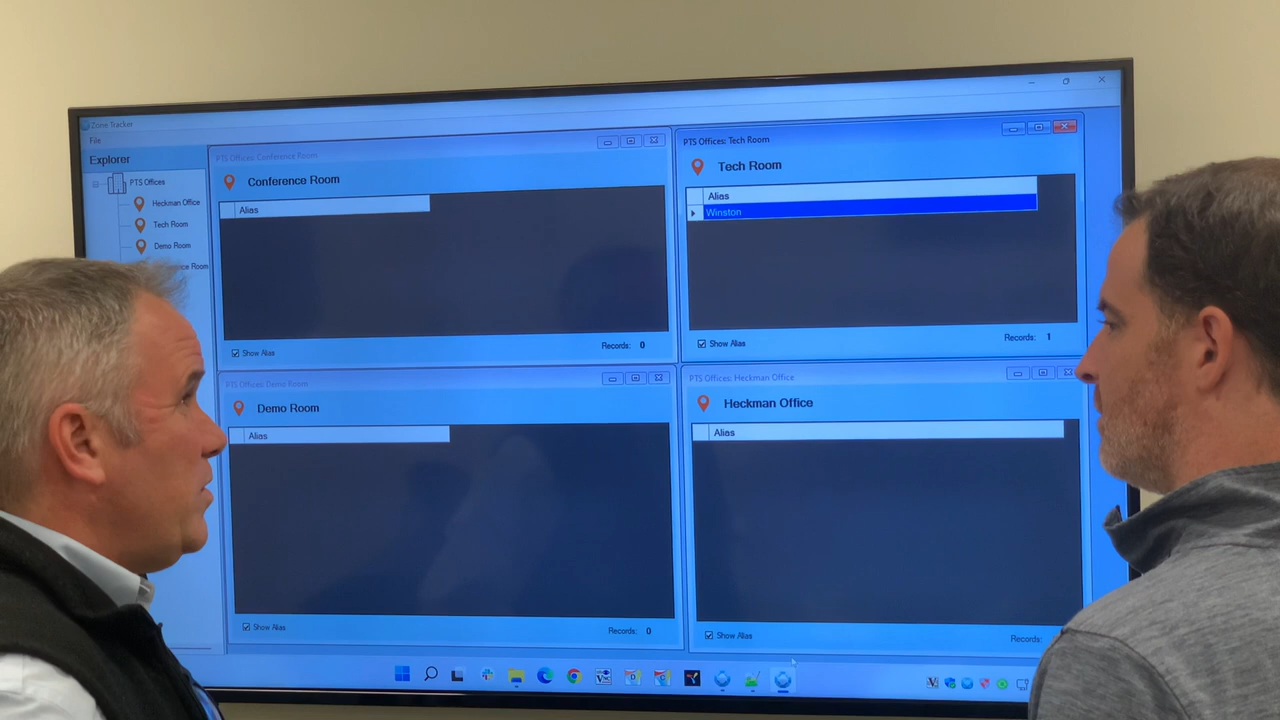 Zone Tracker
File
Explorer
PTS Offices
Heckman Office
Tech Room
Demo Room
ce Room
PTS Offices: Conference Room
Conference Room
Alias
Show Alias
Records: 0
PTS Offices: Tech Room
Tech Room
Alias
Winston
Show Alias
Records: 1
PTS Offices: Demo Room
Demo Room
Alias
Show Alias
Records: 0
PTS Offices: Heckman Office
Heckman Office
Alias
Show Alias
Records: